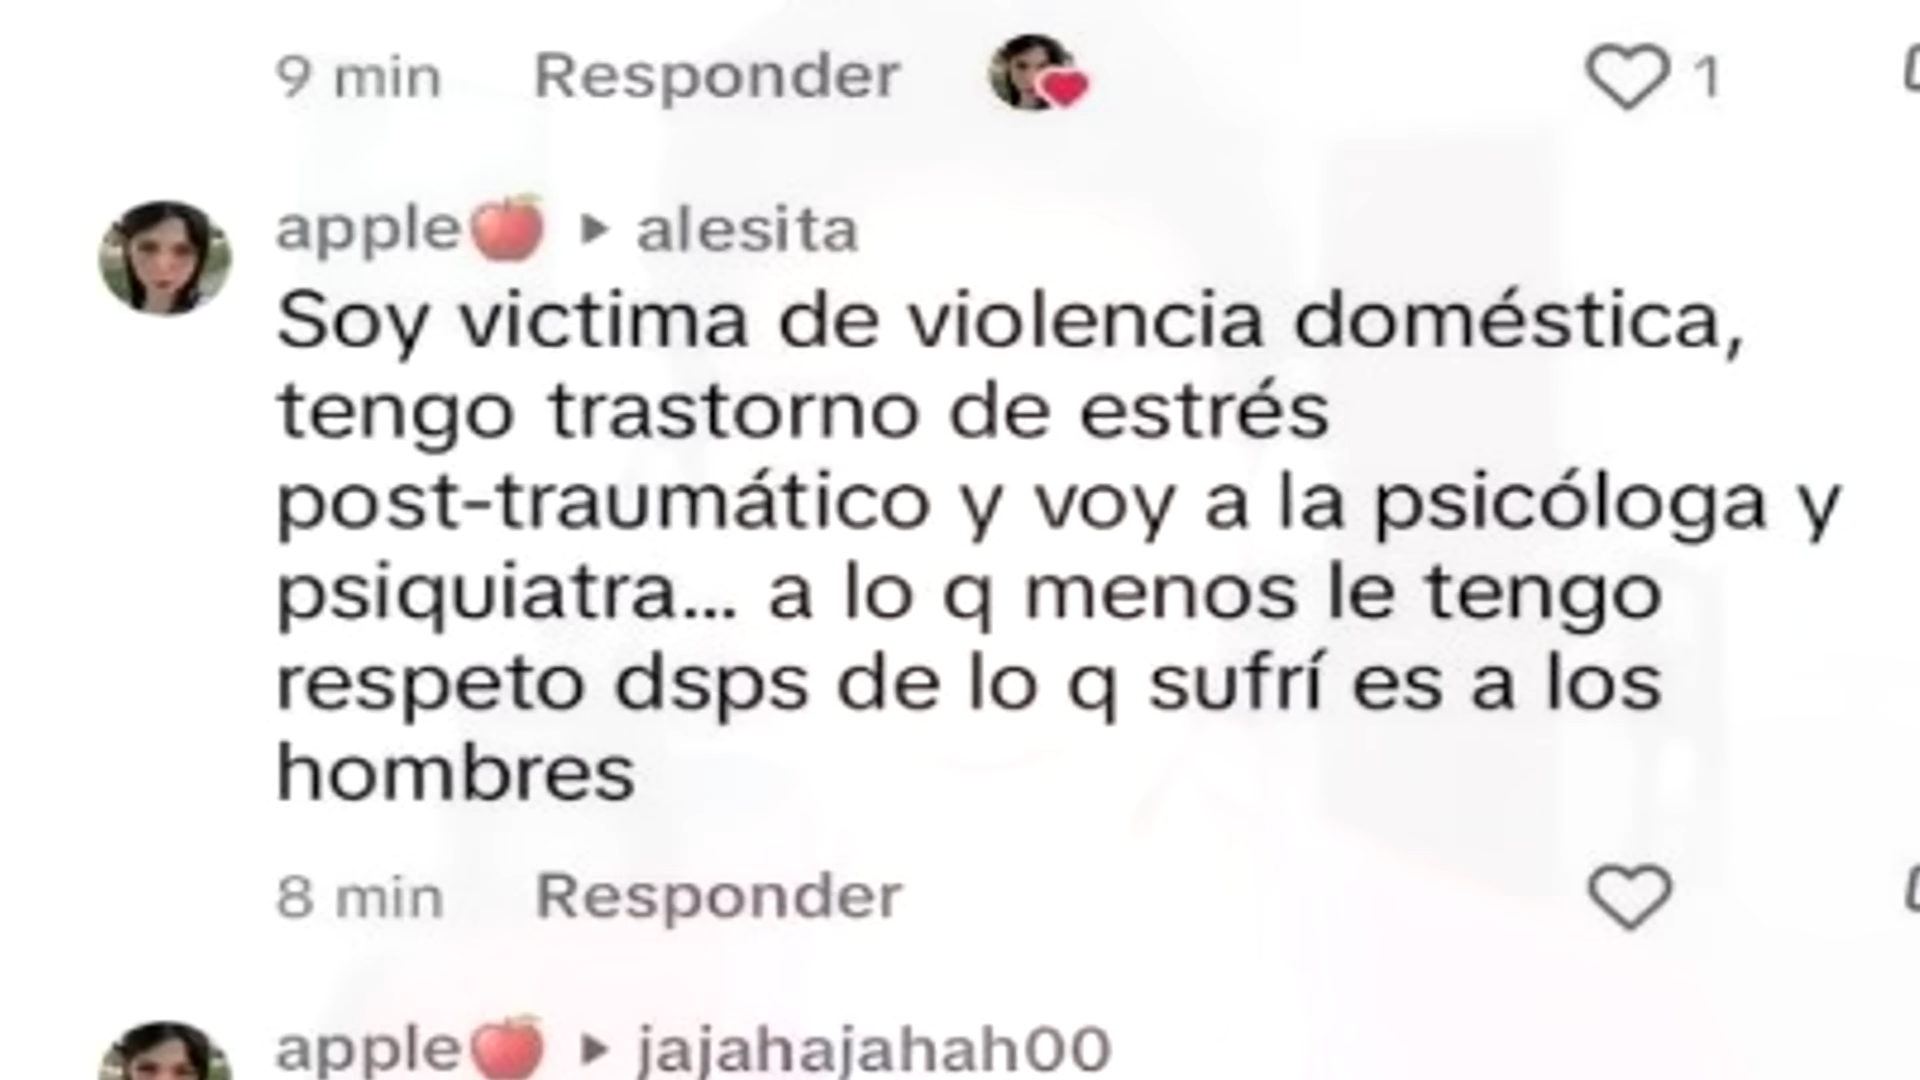 9 min Responder 1
apple🍎 ▶ alesita
Soy victima de violencia doméstica,
tengo trastorno de estrés
post-traumático y voy a la psicóloga y
psiquiatra... a lo q menos le tengo
respeto dsps de lo q sufrí es a los
hombres
8 min Responder
apple🍎 ▶ jajahajahah00